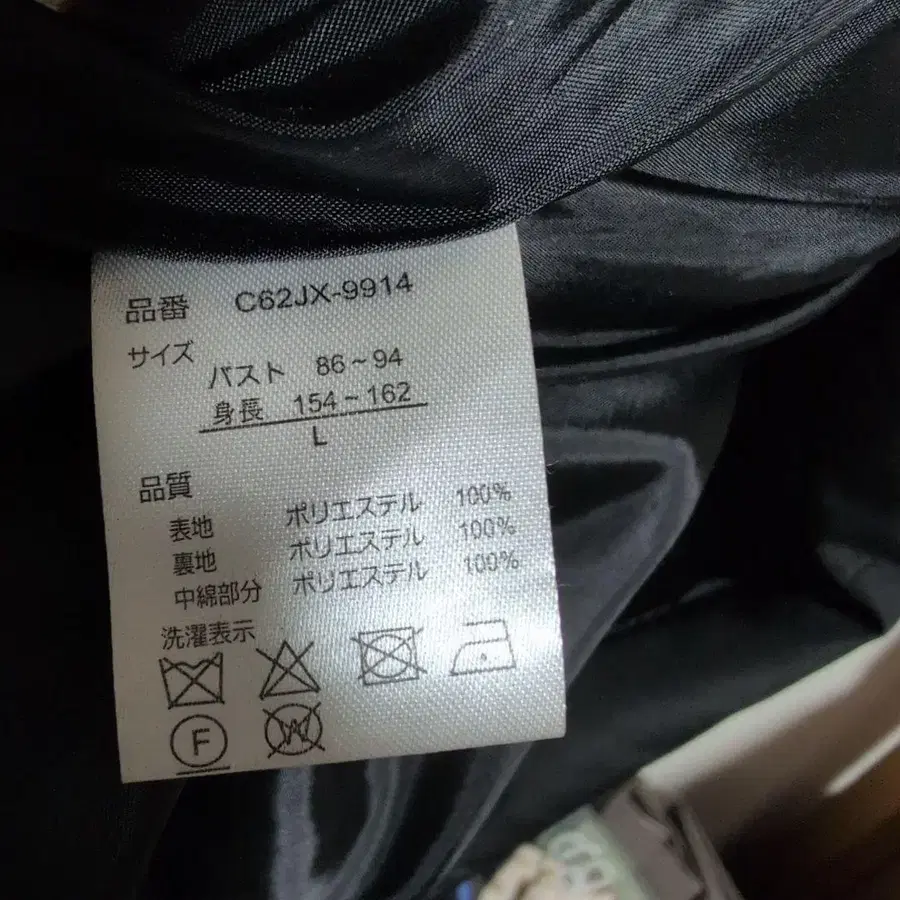 品番 C62JX-9914
サイズ
バスト 86～94
身長 154～162
L
品質
表地 ポリエステル 100%
裏地 ポリエステル 100%
中綿部分 ポリエステル 100%
洗濯表示
F W